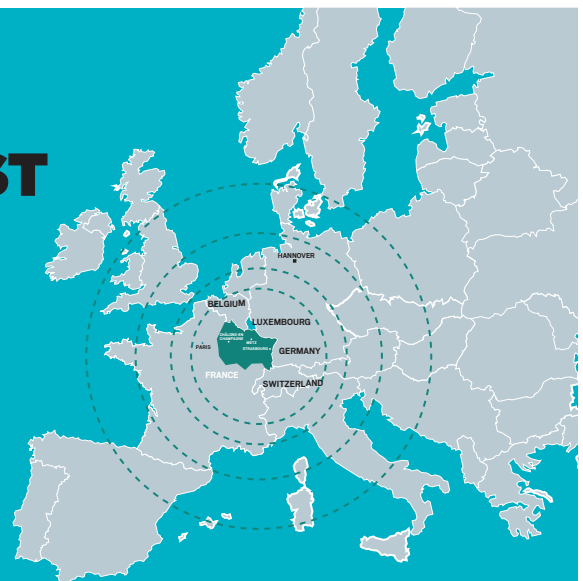 ST
HANNOVER
BELGIUM
LUXEMBOURG
CHÂLONS-EN
CHAMPAGNE
METZ
PARIS
STRASBOURG
GERMANY
FRANCE
SWITZERLAND